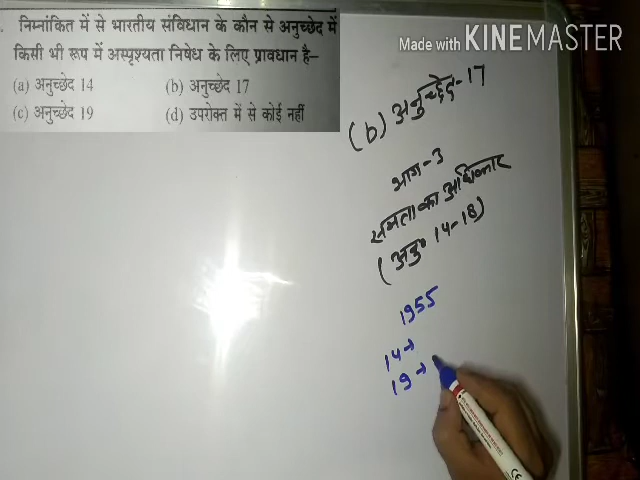 . निम्नांकित में से भारतीय संविधान के कौन से अनुच्छेद में
किसी भी रूप में अस्पृश्यता निषेध के लिए प्रावधान है–
(a) अनुच्छेद 14 (b) अनुच्छेद 17
(c) अनुच्छेद 19 (d) उपरोक्त में से कोई नहीं
Made with KINEMASTER
(b) अनुच्छेद-17
भाग-3
समता का अधिकार
(अनु० 14-18)
1955
14→
19→